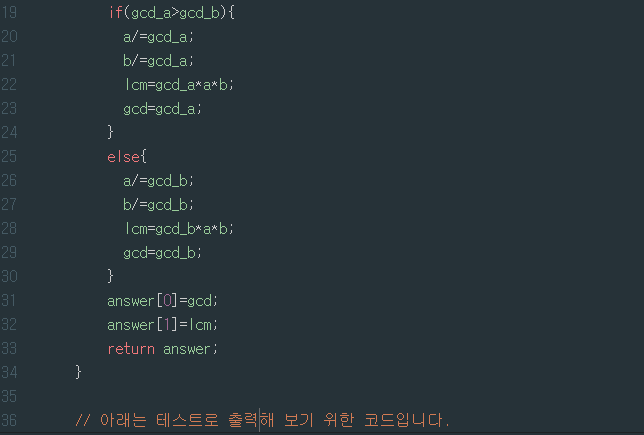 19 if(gcd_a>gcd_b){
20 a/=gcd_a;
21 b/=gcd_a;
22 lcm=gcd_a*a*b;
23 gcd=gcd_a;
24 }
25 else{
26 a/=gcd_b;
27 b/=gcd_b;
28 lcm=gcd_b*a*b;
29 gcd=gcd_b;
30 }
31 answer[0]=gcd;
32 answer[1]=lcm;
33 return answer;
34 }
35
36 // 아래는 테스트로 출력해 보기 위한 코드입니다.